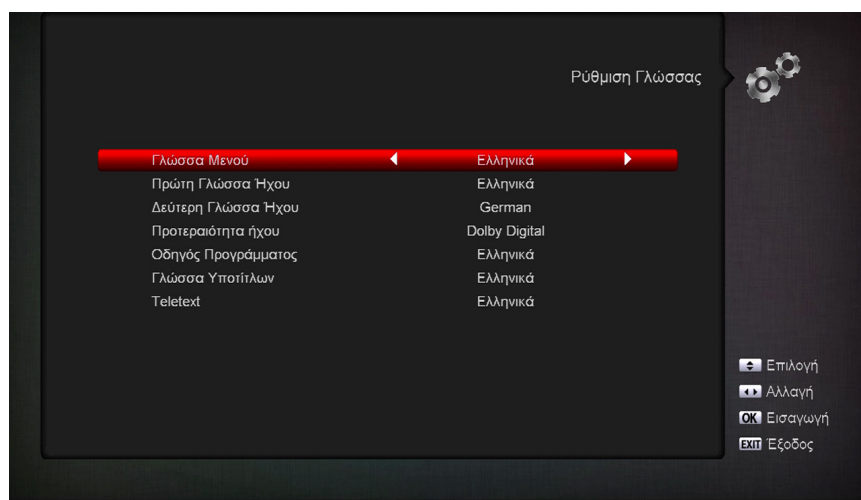 Ρύθμιση Γλώσσας
Γλώσσα Μενού Ελληνικά
Πρώτη Γλώσσα Ήχου Ελληνικά
Δεύτερη Γλώσσα Ήχου German
Προτεραιότητα ήχου Dolby Digital
Οδηγός Προγράμματος Ελληνικά
Γλώσσα Υποτίτλων Ελληνικά
Teletext Ελληνικά
Επιλογή
Αλλαγή
OK Εισαγωγή
EXIT Έξοδος